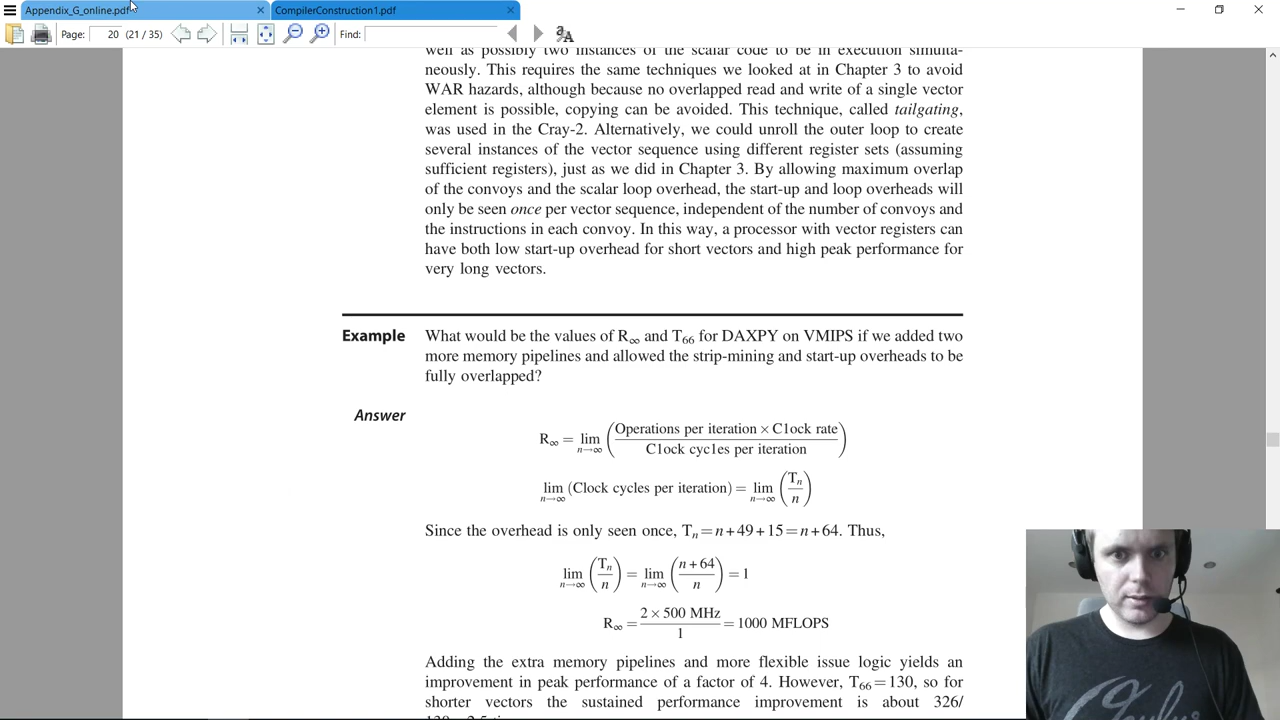 Appendix_G_online.pdf
CompilerConstruction1.pdf
Page: 20 (21 / 35) Find:
well as possibly two instances of the scalar code to be in execution simulta-
neously. This requires the same techniques we looked at in Chapter 3 to avoid
WAR hazards, although because no overlapped read and write of a single vector
element is possible, copying can be avoided. This technique, called tailgating,
was used in the Cray-2. Alternatively, we could unroll the outer loop to create
several instances of the vector sequence using different register sets (assuming
sufficient registers), just as we did in Chapter 3. By allowing maximum overlap
of the convoys and the scalar loop overhead, the start-up and loop overheads will
only be seen once per vector sequence, independent of the number of convoys and
the instructions in each convoy. In this way, a processor with vector registers can
have both low start-up overhead for short vectors and high peak performance for
very long vectors.
Example What would be the values of R∞ and T66 for DAXPY on VMIPS if we added two
more memory pipelines and allowed the strip-mining and start-up overheads to be
fully overlapped?
Answer
R∞ = lim n→∞ (Operations per iteration × Clock rate / Clock cycles per iteration)
lim n→∞ (Clock cycles per iteration) = lim n→∞ (Tn / n)
Since the overhead is only seen once, Tn = n + 49 + 15 = n + 64. Thus,
lim n→∞ (Tn / n) = lim n→∞ (n + 64 / n) = 1
R∞ = 2 × 500 MHz / 1 = 1000 MFLOPS
Adding the extra memory pipelines and more flexible issue logic yields an
improvement in peak performance of a factor of 4. However, T66 = 130, so for
shorter vectors the sustained performance improvement is about 326/